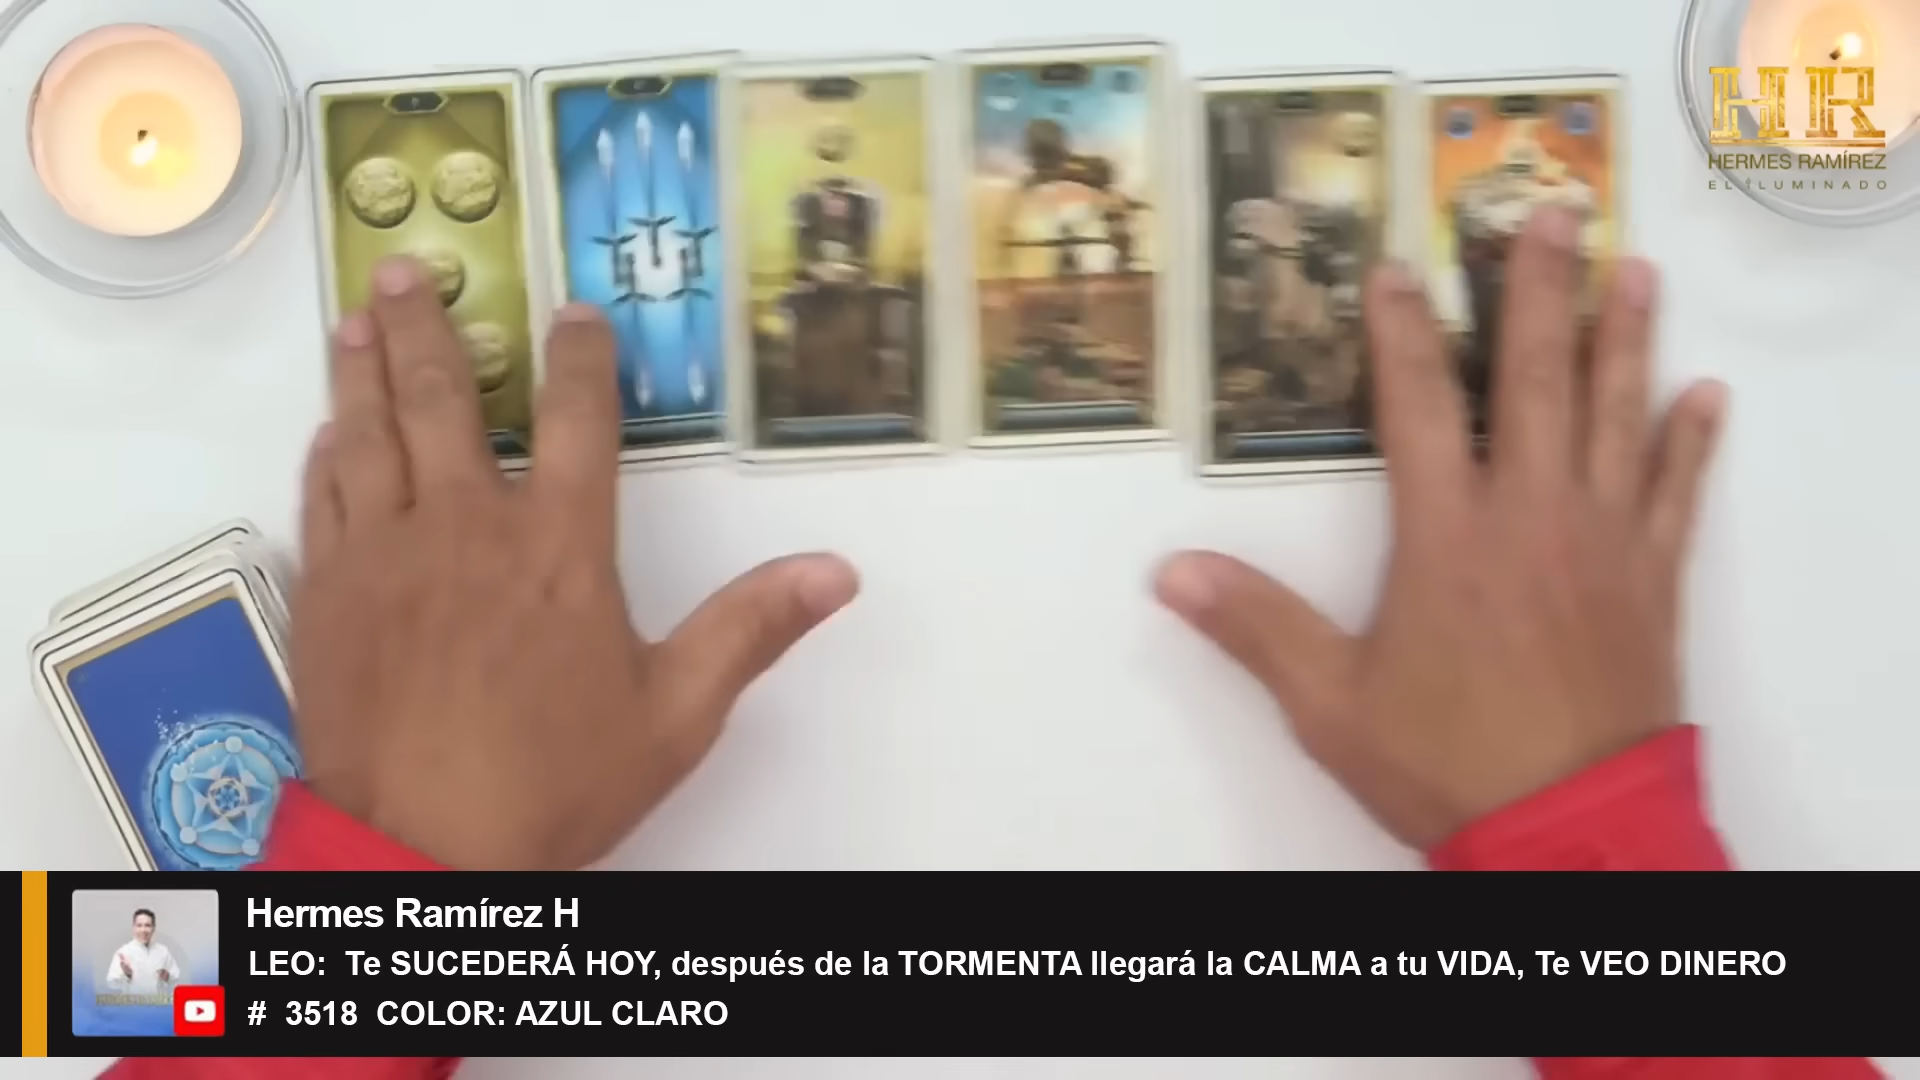 HR
HERMES RAMÍREZ
EL ILUMINADO
Hermes Ramírez H
LEO: Te SUCEDERÁ HOY, después de la TORMENTA llegará la CALMA a tu VIDA, Te VEO DINERO
# 3518 COLOR: AZUL CLARO